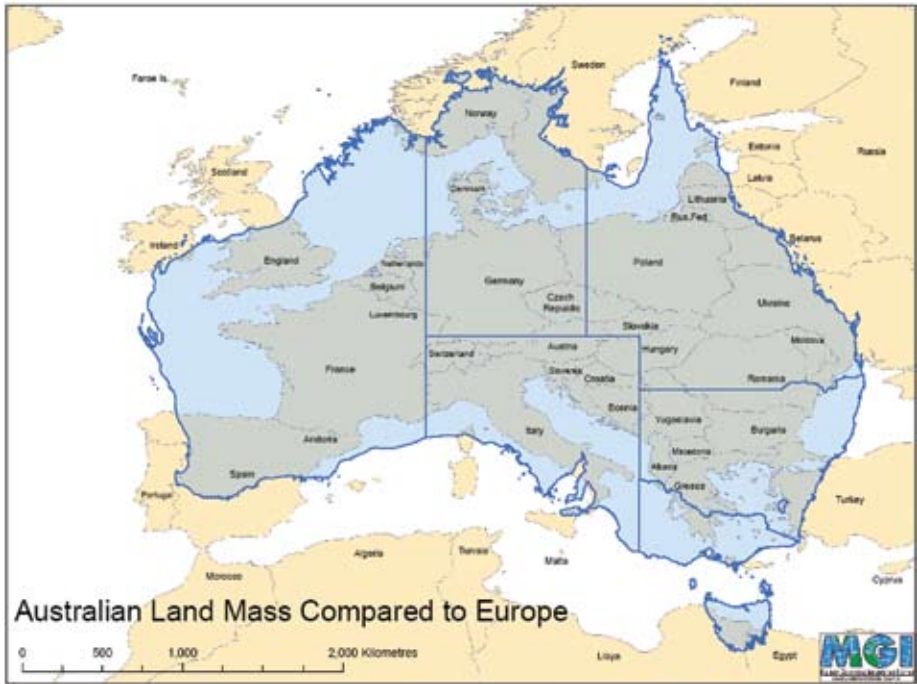 Sweden
Finland
Faroe Is.
Norway
Estonia
Russia
Scotland
Latvia
Denmark
Lithuania
Rus.Fed.
Belarus
Ireland
England
Netherlands
Poland
Germany
Belgium
Czech
Republic
Ukraine
Luxembourg
Slovakia
Moldova
Austria
Hungary
Switzerland
France
Slovenia
Croatia
Romania
Bosnia
Yugoslavia
Bulgaria
Italy
Andorra
Macedonia
Albania
Spain
Greece
Portugal
Turkey
Algeria
Tunisia
Malta
Morocco
Cyprus
Australian Land Mass Compared to Europe
0 500 1,000 2,000 Kilometres
Libya
Egypt
MGI